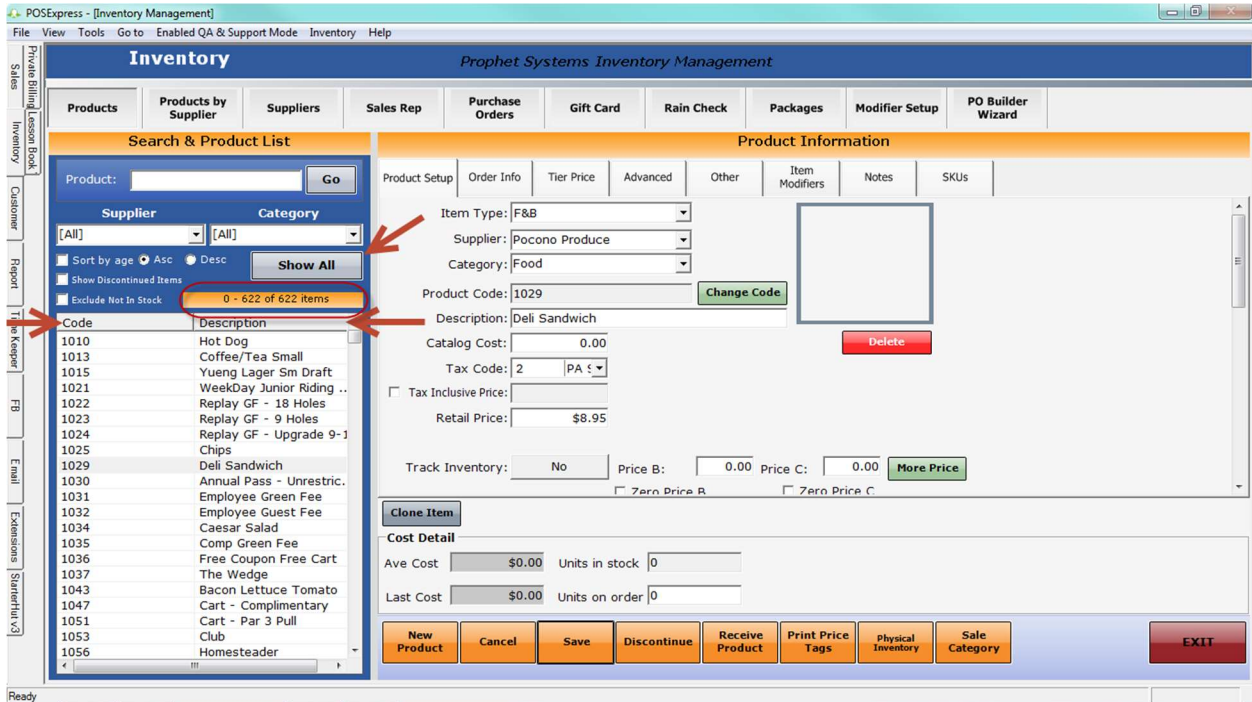 POSExpress - [Inventory Management]
File View Tools Go to Enabled QA & Support Mode Inventory Help
Sales
Inventory
Customer
Report
Time Keeper
FB
Email
Extensions
StarterHut v3
Private Billing
Lesson Book
Inventory
Prophet Systems Inventory Management
Products
Products by
Supplier
Suppliers
Sales Rep
Purchase
Orders
Gift Card
Rain Check
Packages
Modifier Setup
PO Builder
Wizard
Search & Product List
Product:
Go
Supplier Category
[All] [All]
Sort by age Asc Desc
Show All
Show Discontinued Items
Exclude Not In Stock
0 - 622 of 622 items
Code Description
1010 Hot Dog
1013 Coffee/Tea Small
1015 Yueng Lager Sm Draft
1021 WeekDay Junior Riding ..
1022 Replay GF - 18 Holes
1023 Replay GF - 9 Holes
1024 Replay GF - Upgrade 9-1
1025 Chips
1029 Deli Sandwich
1030 Annual Pass - Unrestric.
1031 Employee Green Fee
1032 Employee Guest Fee
1034 Caesar Salad
1035 Comp Green Fee
1036 Free Coupon Free Cart
1037 The Wedge
1043 Bacon Lettuce Tomato
1047 Cart - Complimentary
1051 Cart - Par 3 Pull
1053 Club
1056 Homesteader
Product Information
Product Setup
Order Info
Tier Price
Advanced
Other
Item
Modifiers
Notes
SKUs
Item Type: F&B
Supplier: Pocono Produce
Category: Food
Product Code: 1029 Change Code
Description: Deli Sandwich
Catalog Cost: 0.00
Delete
Tax Code: 2 PA S
Tax Inclusive Price:
Retail Price: $8.95
Track Inventory: No Price B: 0.00 Price C: 0.00 More Price
Zero Price B Zero Price C
Clone Item
Cost Detail
Ave Cost $0.00 Units in stock 0
Last Cost $0.00 Units on order 0
New
Product
Cancel
Save
Discontinue
Receive
Product
Print Price
Tags
Physical
Inventory
Sale
Category
EXIT
Ready